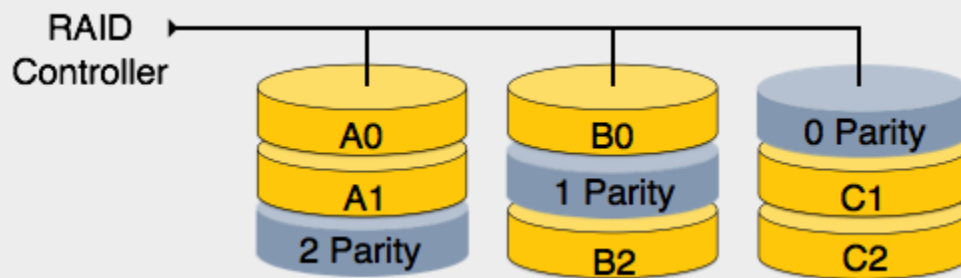 RAID
Controller
A0
B0
0 Parity
A1
1 Parity
C1
2 Parity
B2
C2